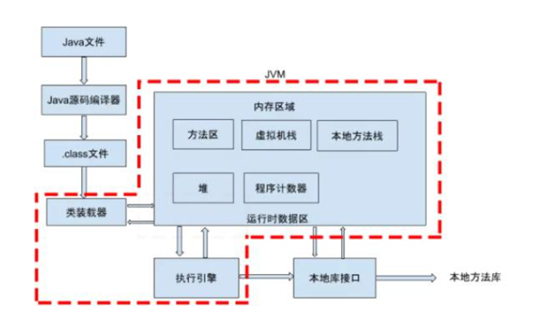 Java文件
JVM
Java源码编译器
内存区域
方法区
虚拟机栈
本地方法栈
.class文件
堆
程序计数器
类装载器
运行时数据区
执行引擎
本地库接口
本地方法库